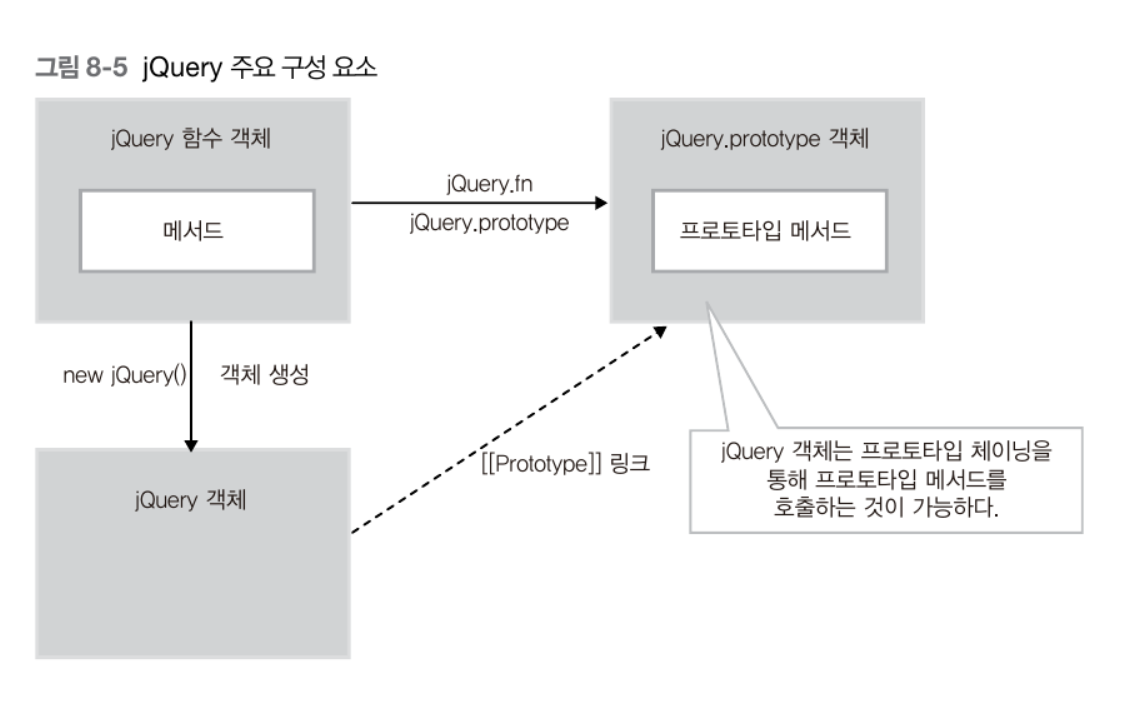 그림 8-5 jQuery 주요 구성 요소
jQuery 함수 객체
메서드
jQuery.fn
jQuery.prototype
jQuery.prototype 객체
프로토타입 메서드
new jQuery() 객체 생성
jQuery 객체
[[Prototype]] 링크
jQuery 객체는 프로토타입 체이닝을
통해 프로토타입 메서드를
호출하는 것이 가능하다.